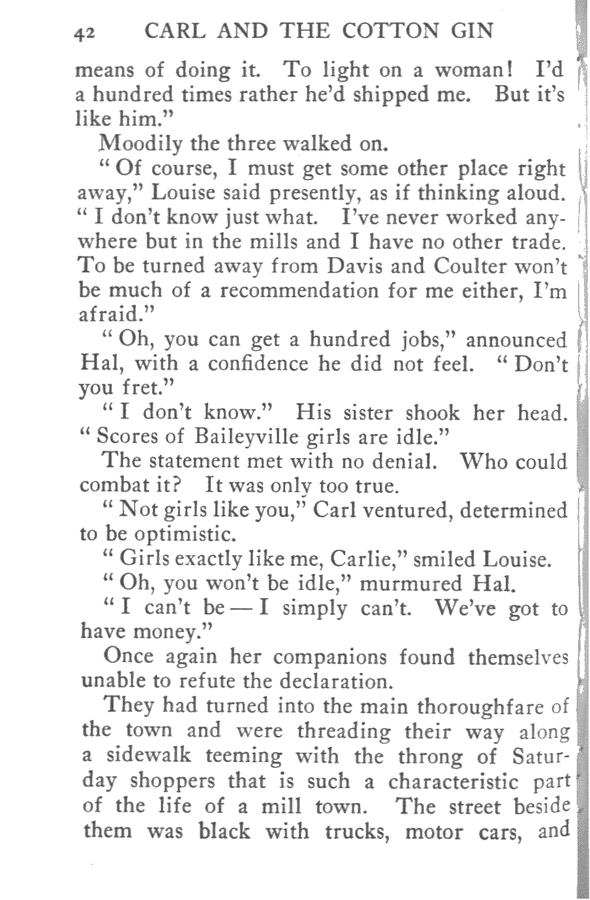 42 CARL AND THE COTTON GIN
means of doing it. To light on a woman! I'd
a hundred times rather he'd shipped me. But it's
like him."
Moodily the three walked on.
"Of course, I must get some other place right
away," Louise said presently, as if thinking aloud.
"I don't know just what. I've never worked any-
where but in the mills and I have no other trade.
To be turned away from Davis and Coulter won't
be much of a recommendation for me either, I'm
afraid."
"Oh, you can get a hundred jobs," announced
Hal, with a confidence he did not feel. "Don't
you fret."
"I don't know." His sister shook her head.
"Scores of Baileyville girls are idle."
The statement met with no denial. Who could
combat it? It was only too true.
"Not girls like you," Carl ventured, determined
to be optimistic.
"Girls exactly like me, Carlie," smiled Louise.
"Oh, you won't be idle," murmured Hal.
"I can't be — I simply can't. We've got to
have money."
Once again her companions found themselves
unable to refute the declaration.
They had turned into the main thoroughfare of
the town and were threading their way along
a sidewalk teeming with the throng of Satur-
day shoppers that is such a characteristic part
of the life of a mill town. The street beside
them was black with trucks, motor cars, and